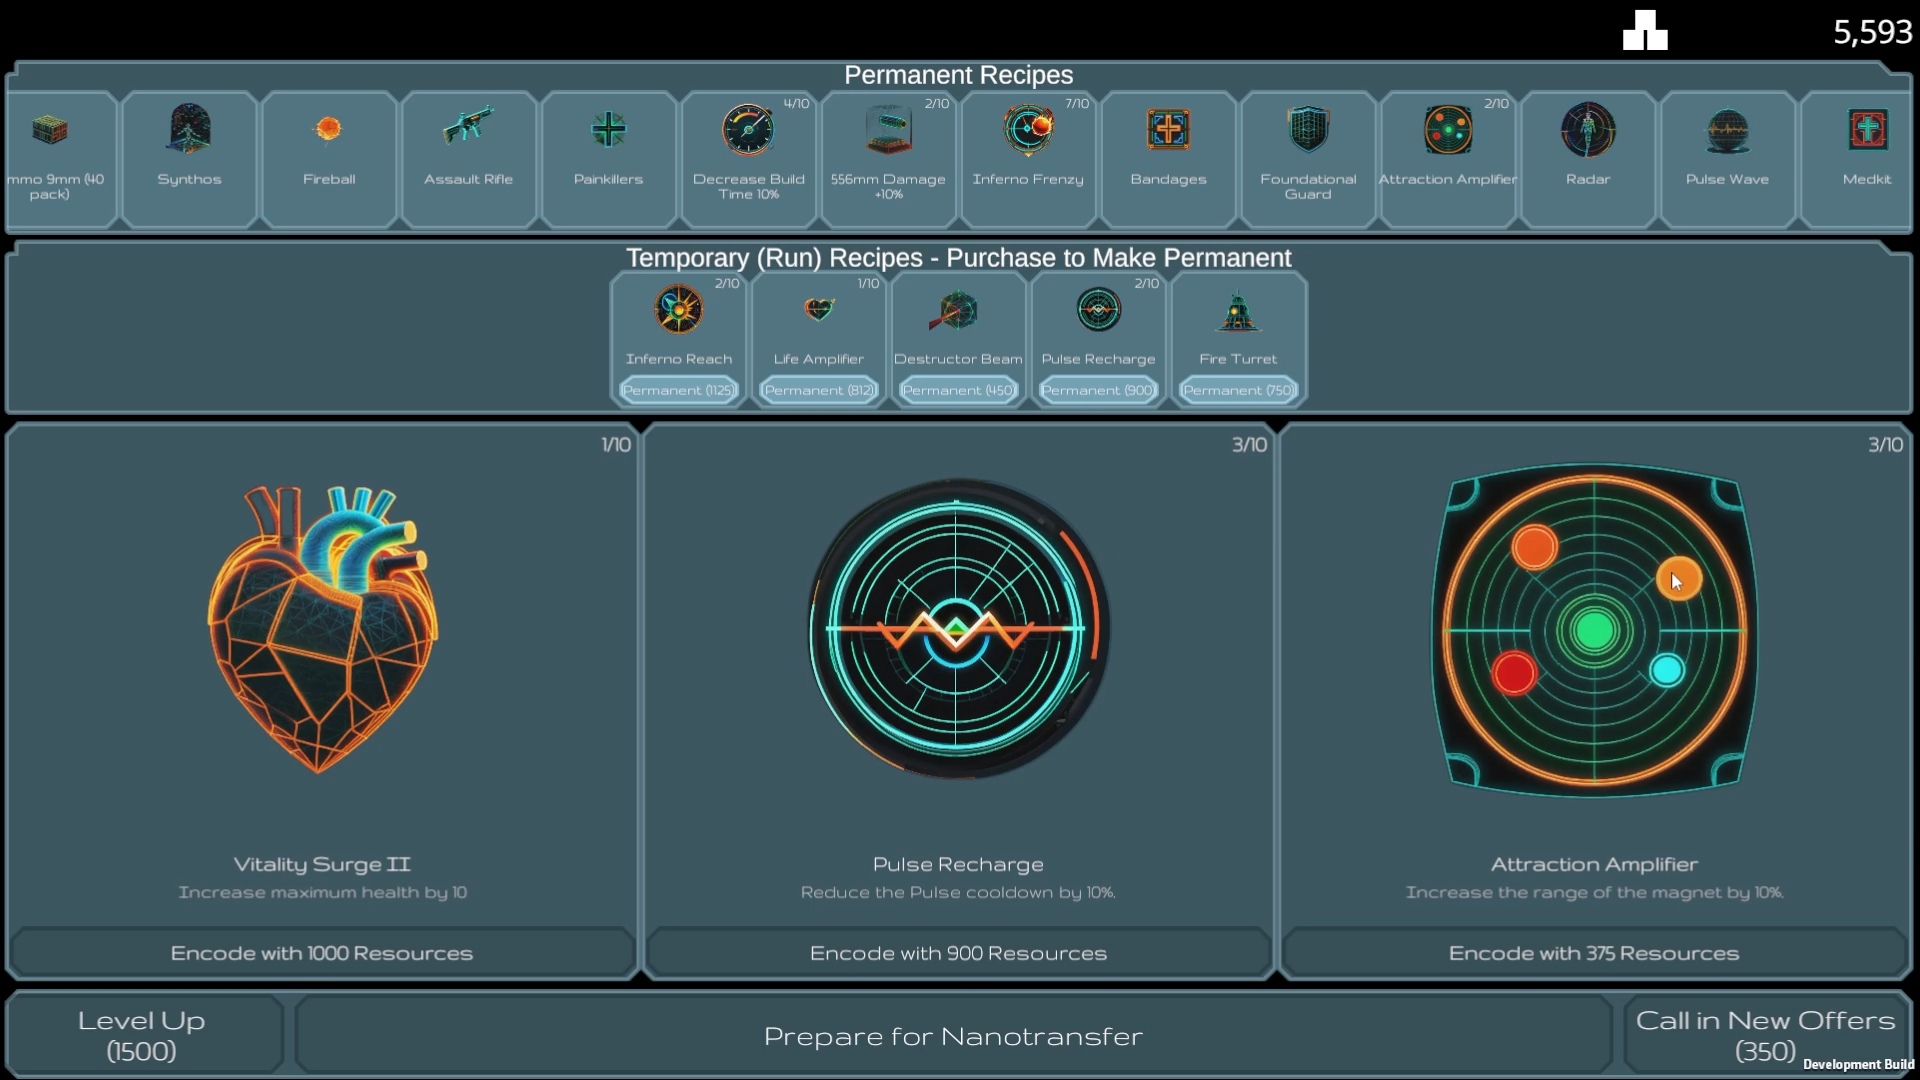 5,593
Permanent Recipes
mmo 9mm (40 pack)
Synthos
Fireball
Assault Rifle
Painkillers
4/10
Decrease Build Time 10%
2/10
556mm Damage +10%
7/10
Inferno Frenzy
Bandages
Foundational Guard
2/10
Attraction Amplifier
Radar
Pulse Wave
Medkit
Temporary (Run) Recipes - Purchase to Make Permanent
2/10
Inferno Reach
Permanent (1125)
1/10
Life Amplifier
Permanent (812)
Destructor Beam
Permanent (450)
2/10
Pulse Recharge
Permanent (900)
Fire Turret
Permanent (750)
1/10
Vitality Surge II
Increase maximum health by 10
Encode with 1000 Resources
3/10
Pulse Recharge
Reduce the Pulse cooldown by 10%.
Encode with 900 Resources
3/10
Attraction Amplifier
Increase the range of the magnet by 10%.
Encode with 375 Resources
Level Up
(1500)
Prepare for Nanotransfer
Call in New Offers
(350)
Development Build